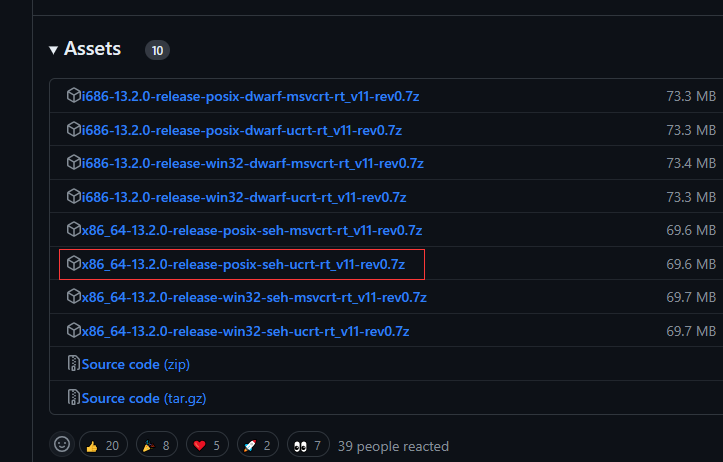 Assets 10
i686-13.2.0-release-posix-dwarf-msvcrt-rt_v11-rev0.7z 73.3 MB
i686-13.2.0-release-posix-dwarf-ucrt-rt_v11-rev0.7z 73.3 MB
i686-13.2.0-release-win32-dwarf-msvcrt-rt_v11-rev0.7z 73.4 MB
i686-13.2.0-release-win32-dwarf-ucrt-rt_v11-rev0.7z 73.3 MB
x86_64-13.2.0-release-posix-seh-msvcrt-rt_v11-rev0.7z 69.6 MB
x86_64-13.2.0-release-posix-seh-ucrt-rt_v11-rev0.7z 69.6 MB
x86_64-13.2.0-release-win32-seh-msvcrt-rt_v11-rev0.7z 69.7 MB
x86_64-13.2.0-release-win32-seh-ucrt-rt_v11-rev0.7z 69.7 MB
Source code (zip)
Source code (tar.gz)
20 8 5 2 7 39 people reacted